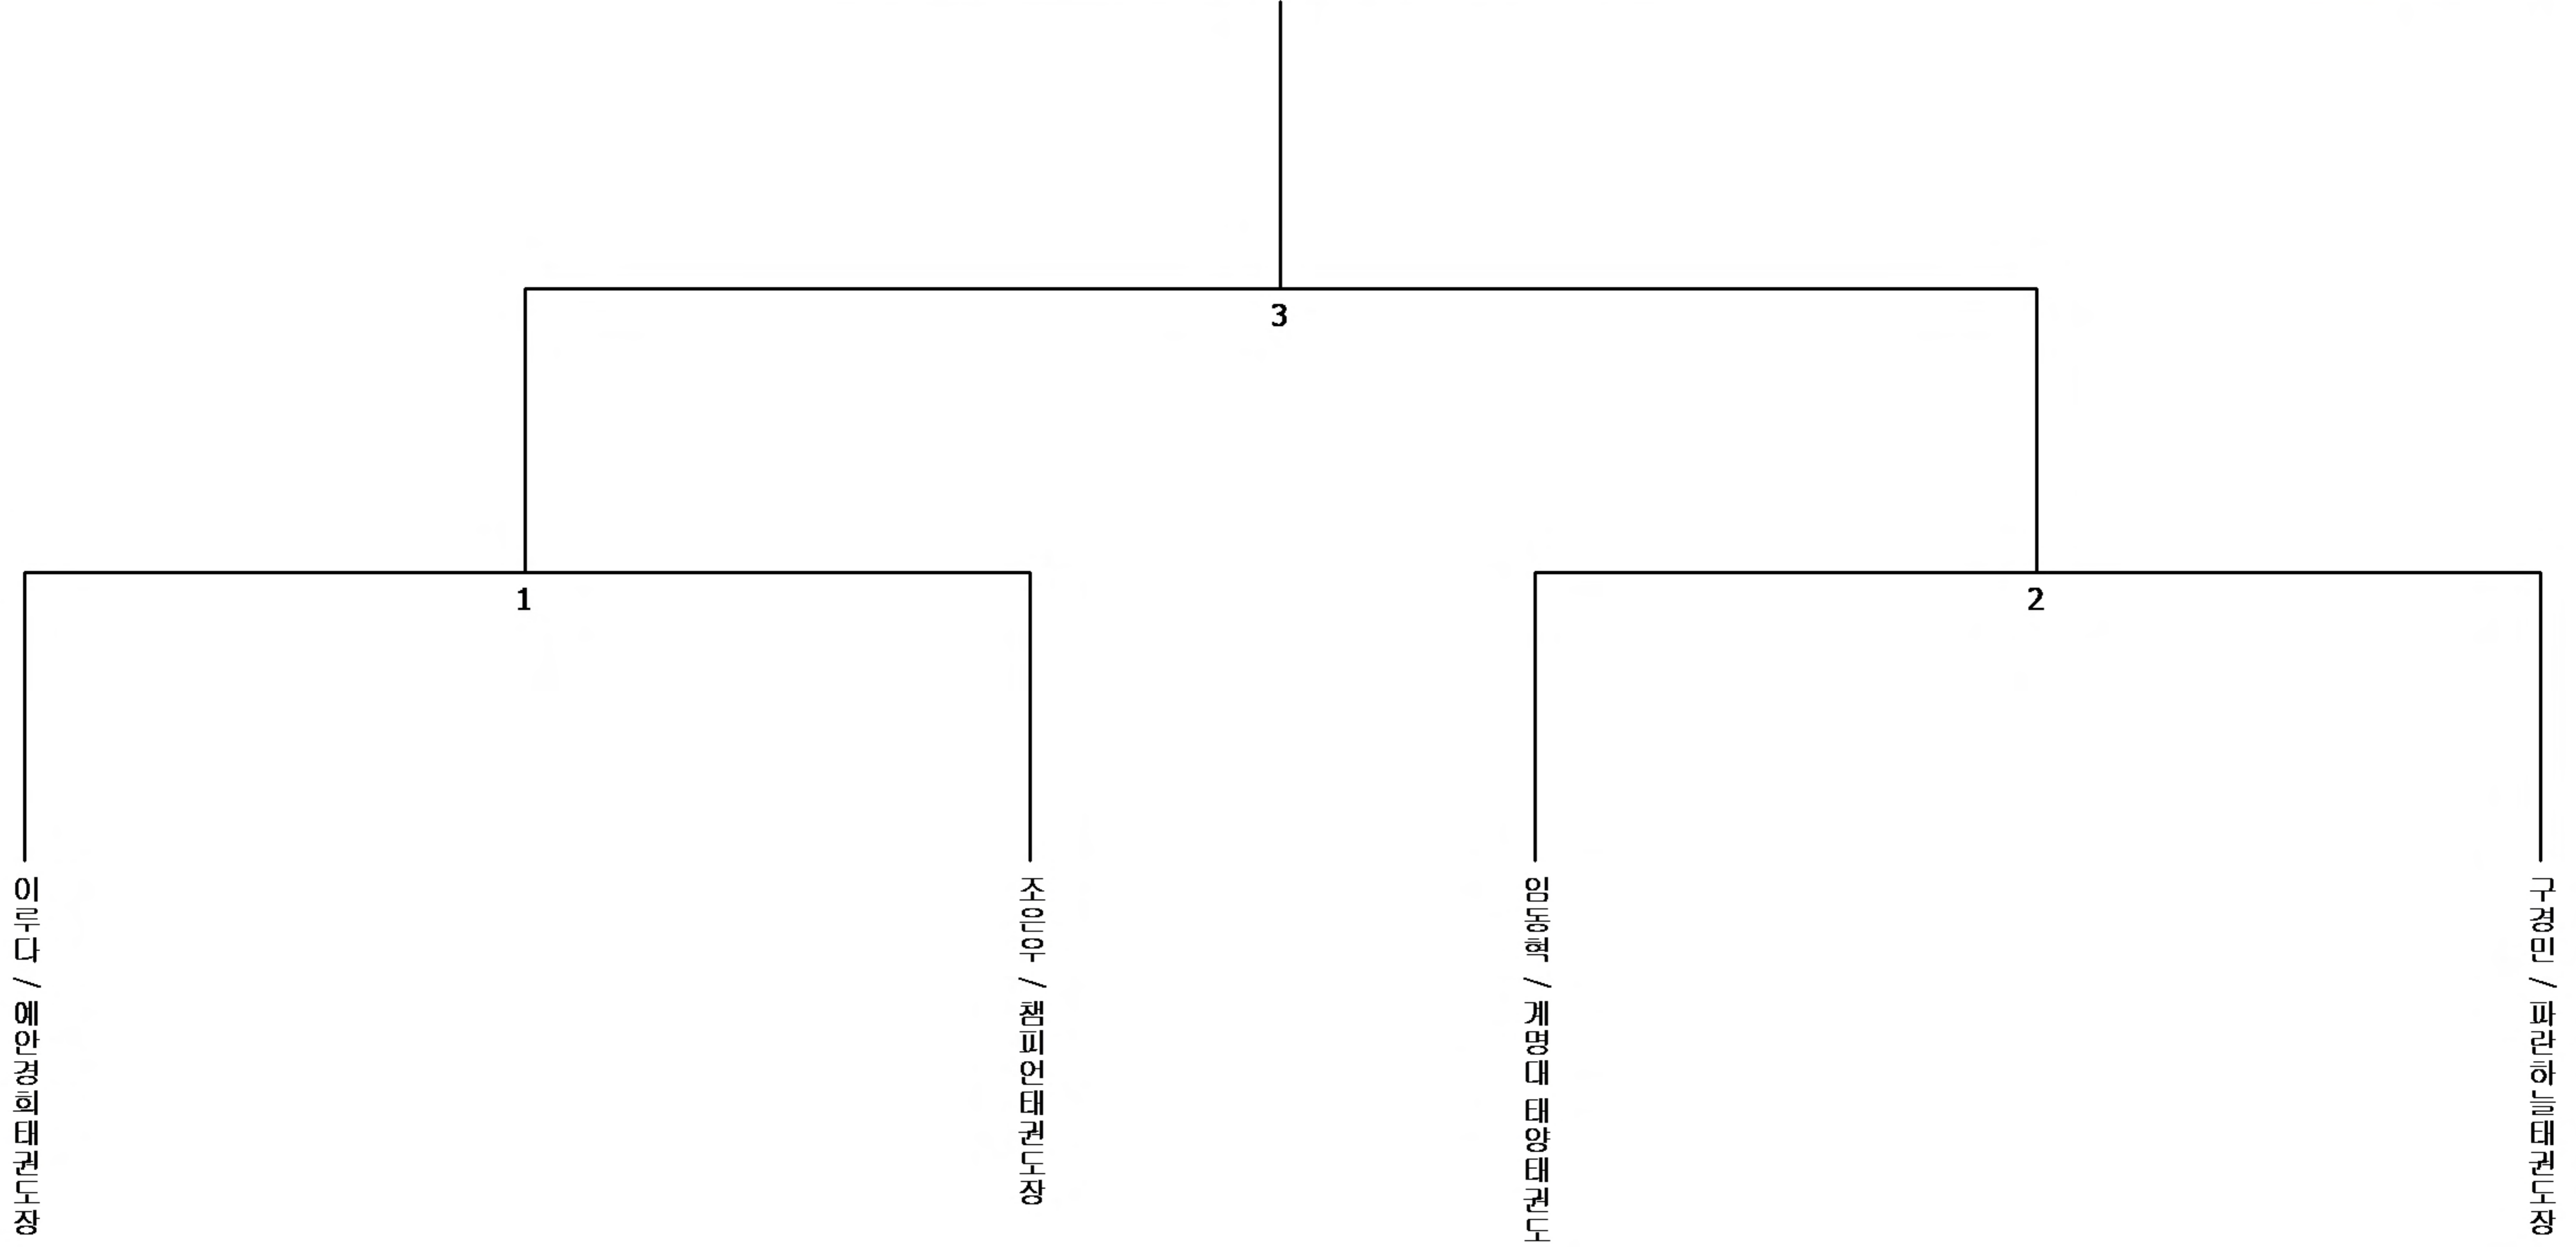 3
1
2
이루다 / 예안경희태권도장
조은우 / 챔피언태권도장
임동혁 / 계명대 태양태권도
구경민 / 파란하늘태권도장